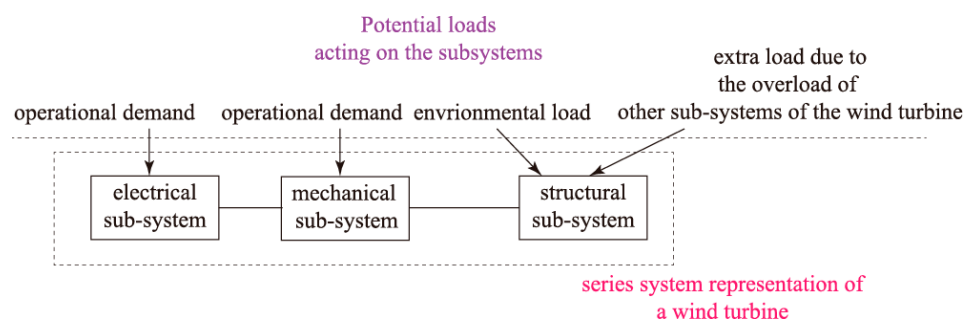 Potential loads
acting on the subsystems
extra load due to
the overload of
operational demand
operational demand
envrionmental load
other sub-systems of the wind turbine
electrical
sub-system
mechanical
sub-system
structural
sub-system
series system representation of
a wind turbine